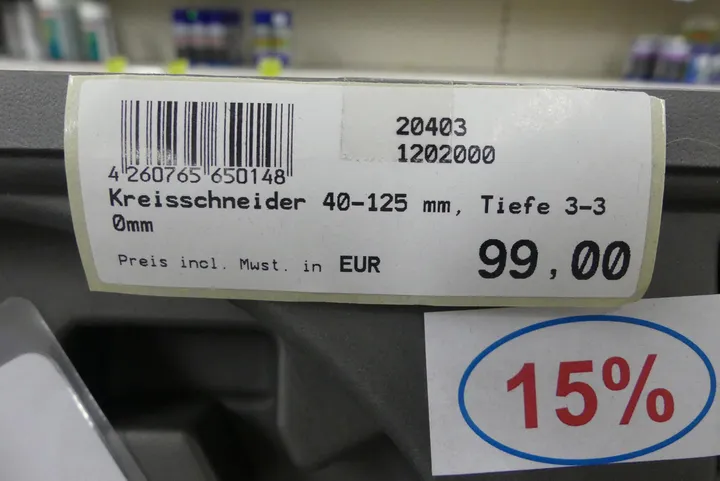 20403
1202000
4 260765 650148
Kreisschneider 40-125 mm, Tiefe 3-3
0mm
Preis incl. Mwst. in EUR 99,00
15%